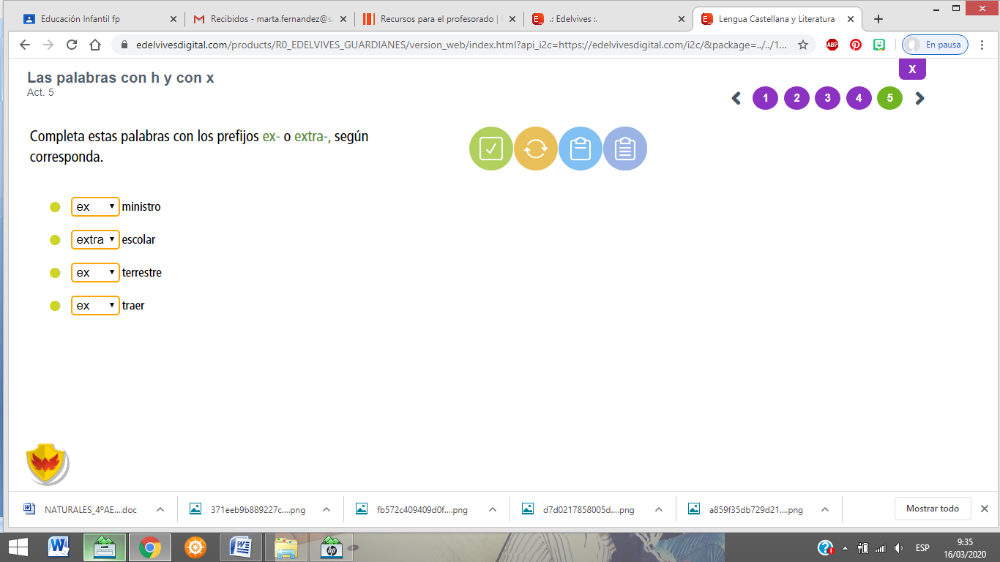 Educación Infantil fp
Recibidos - marta.fernandez@s
Recursos para el profesorado |
.: Edelvives :.
Lengua Castellana y Literatura
edelvivesdigital.com/products/R0_EDELVIVES_GUARDIANES/version_web/index.html?api_i2c=https://edelvivesdigital.com/i2c/&package=../../1...
ABP
En pausa
Las palabras con h y con x
Act. 5
X
1 2 3 4 5
Completa estas palabras con los prefijos ex- o extra-, según
corresponda.
ex ministro
extra escolar
ex terrestre
ex traer
NATURALES_4ºAE....doc
371eeb9b889227c....png
fb572c409409d0f....png
d7d0217858005d....png
a859f35db729d21....png
Mostrar todo
hp
ESP
9:35
16/03/2020